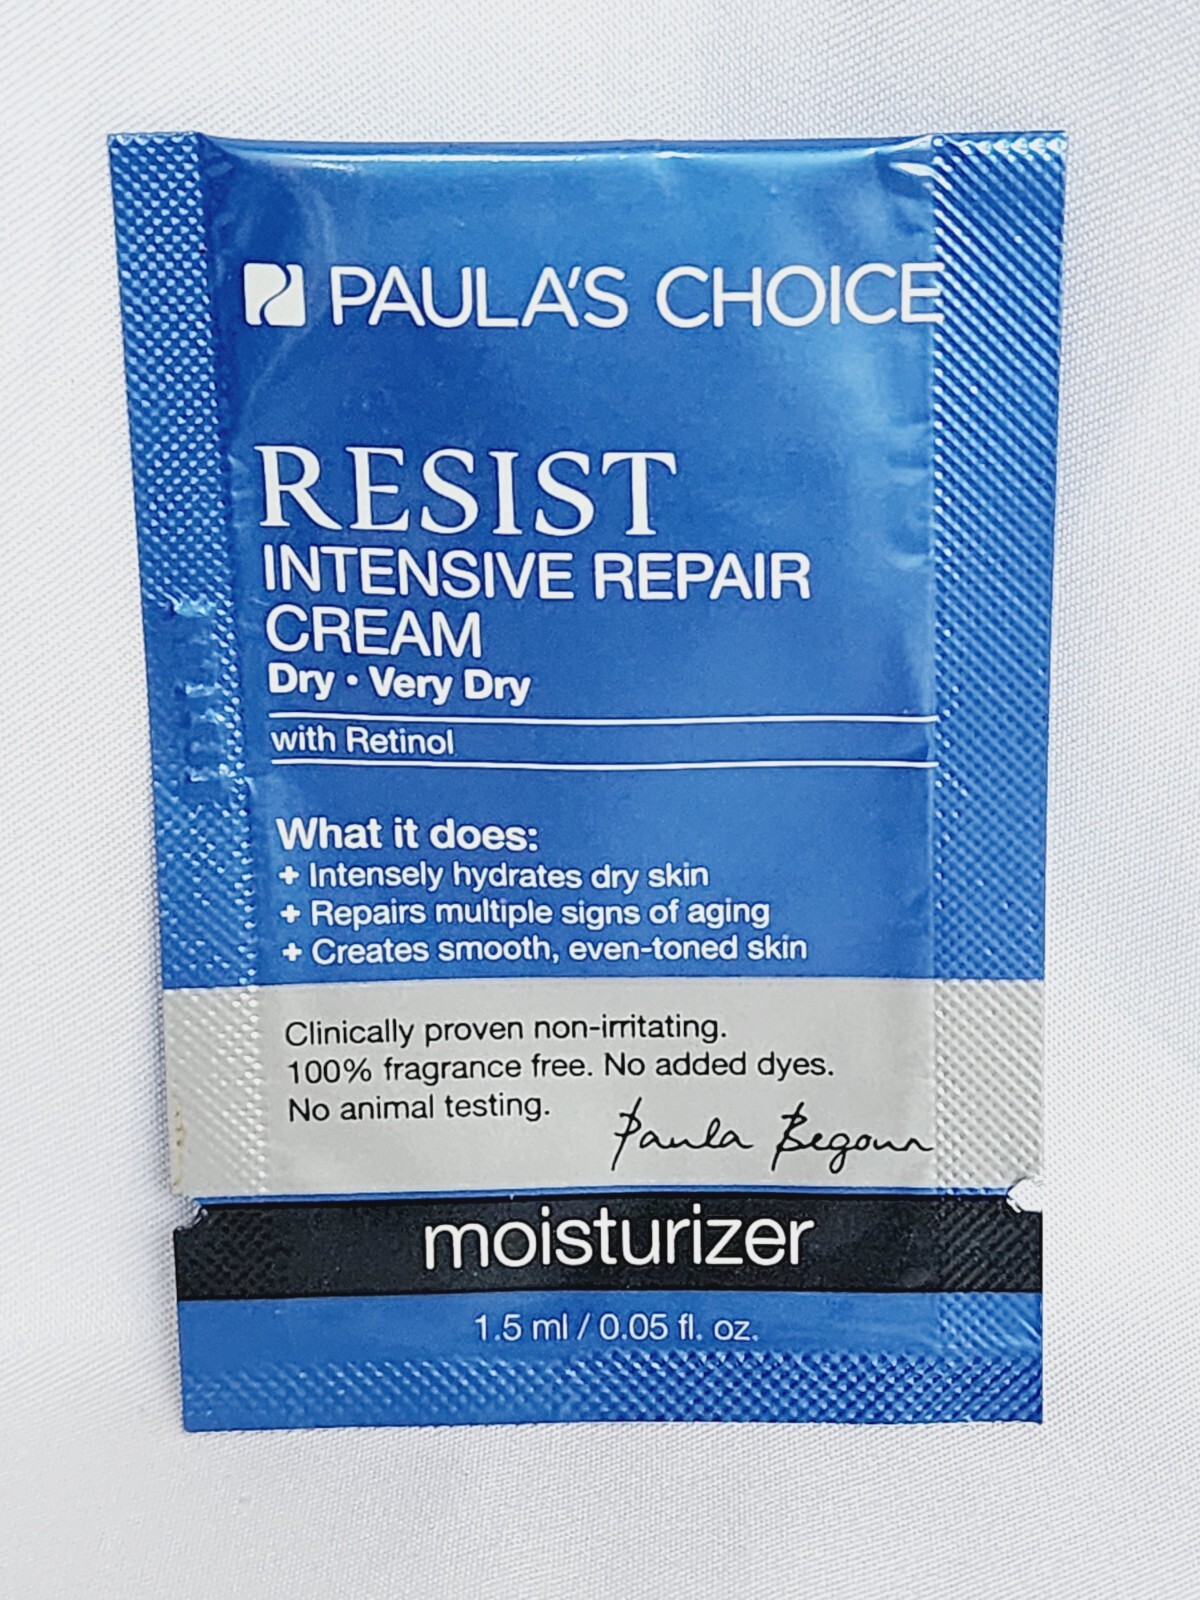 PAULA'S CHOICE
RESIST
INTENSIVE REPAIR
CREAM
Dry • Very Dry
with Retinol
What it does:
+ Intensely hydrates dry skin
+ Repairs multiple signs of aging
+ Creates smooth, even-toned skin
Clinically proven non-irritating.
100% fragrance free. No added dyes.
No animal testing.
Paula Begoun
moisturizer
1.5 ml / 0.05 fl. oz.